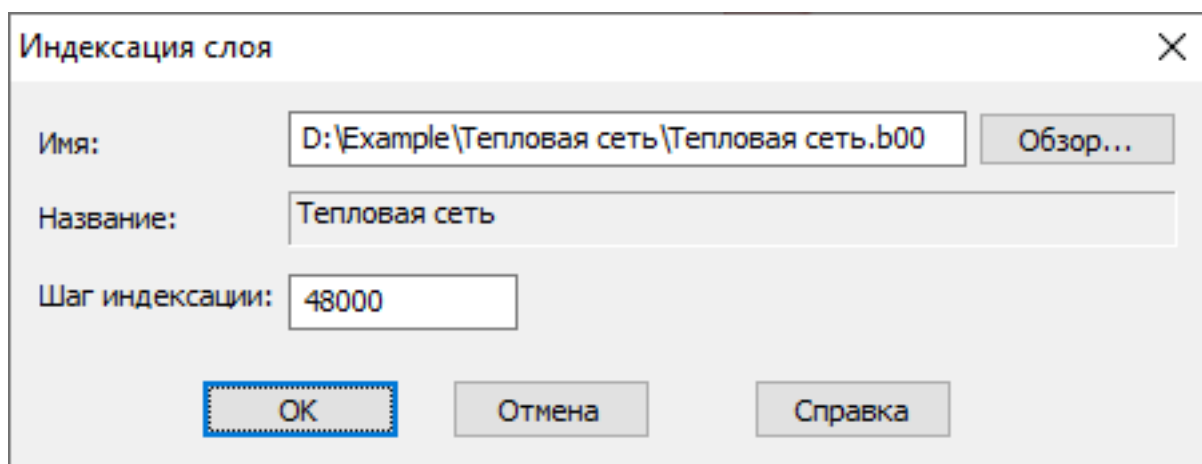 Индексация слоя
Имя: D:\Example\Тепловая сеть\Тепловая сеть.b00 Обзор...
Название: Тепловая сеть
Шаг индексации: 48000
OK Отмена Справка